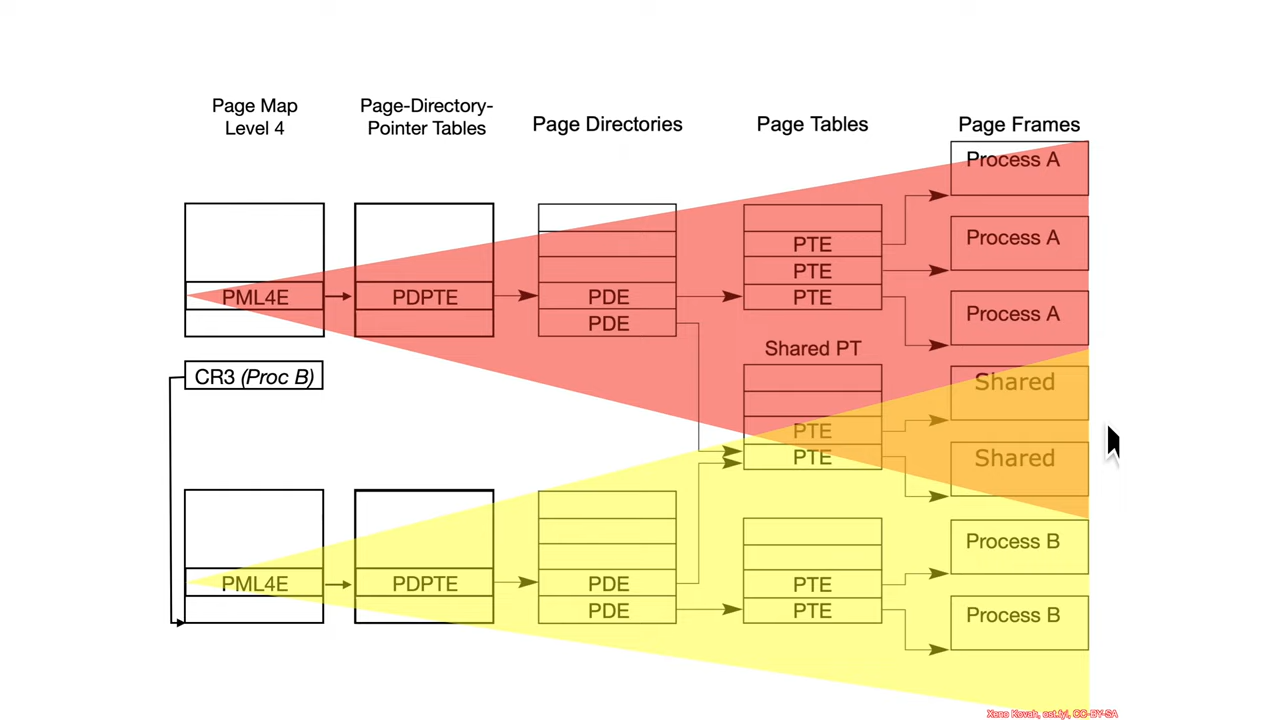 Page Map
Level 4
Page-Directory-
Pointer Tables
Page Directories
Page Tables
Page Frames
Process A
PTE
Process A
PTE
PML4E
PDPTE
PDE
PTE
Process A
PDE
Shared PT
CR3 (Proc B)
Shared
PTE
PTE
Shared
Process B
PML4E
PDPTE
PDE
PTE
PDE
PTE
Process B
Xeno Kovah, ost.fyi, CC-BY-SA